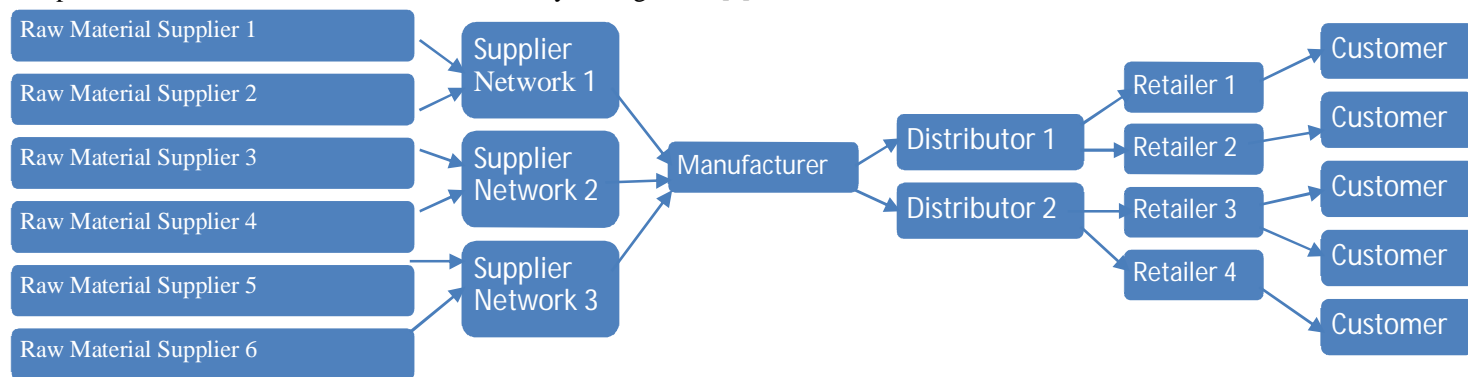 Raw Material Supplier 1
Raw Material Supplier 2
Raw Material Supplier 3
Raw Material Supplier 4
Raw Material Supplier 5
Raw Material Supplier 6
Supplier
Network 1
Supplier
Network 2
Supplier
Network 3
Manufacturer
Distributor 1
Distributor 2
Retailer 1
Retailer 2
Retailer 3
Retailer 4
Customer
Customer
Customer
Customer
Customer